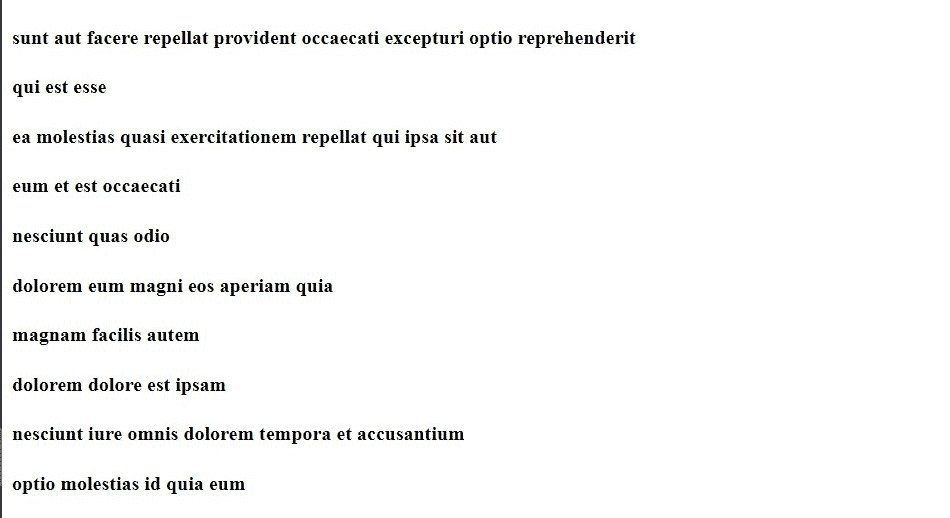 sunt aut facere repellat provident occaecati excepturi optio reprehenderit
qui est esse
ea molestias quasi exercitationem repellat qui ipsa sit aut
eum et est occaecati
nesciunt quas odio
dolorem eum magni eos aperiam quia
magnam facilis autem
dolorem dolore est ipsam
nesciunt iure omnis dolorem tempora et accusantium
optio molestias id quia eum